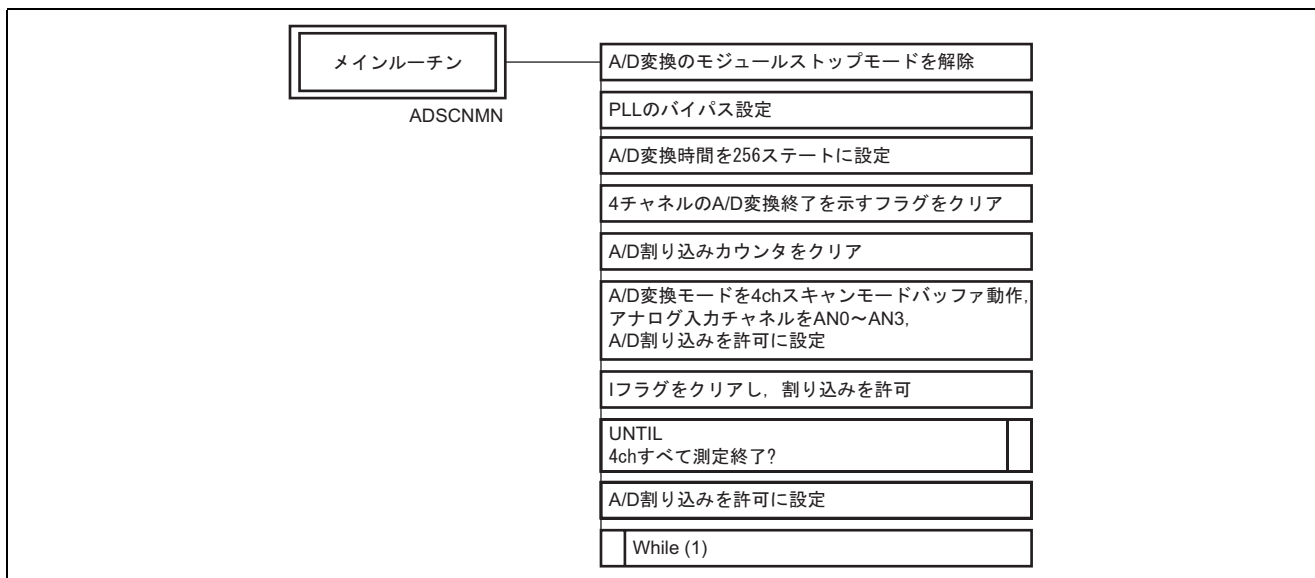 メインルーチン
ADSCNMN
A/D変換のモジュールストップモードを解除
PLLのバイパス設定
A/D変換時間を256ステートに設定
4チャネルのA/D変換終了を示すフラグをクリア
A/D割り込みカウンタをクリア
A/D変換モードを4chスキャンモードバッファ動作,
アナログ入力チャネルをAN0～AN3,
A/D割り込みを許可に設定
Iフラグをクリアし，割り込みを許可
UNTIL
4chすべて測定終了?
A/D割り込みを許可に設定
While (1)